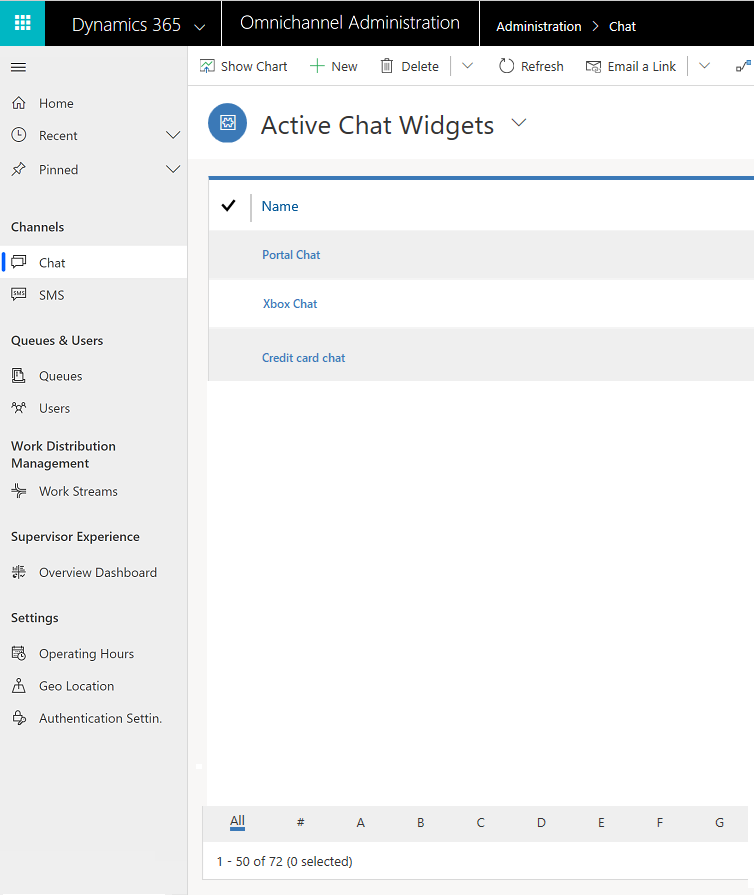 Dynamics 365 Omnichannel Administration Administration > Chat
Show Chart + New Delete Refresh Email a Link
Home
Recent
Pinned
Active Chat Widgets
Name
Portal Chat
Xbox Chat
Credit card chat
Channels
Chat
SMS SMS
Queues & Users
Queues
Users
Work Distribution
Management
Work Streams
Supervisor Experience
Overview Dashboard
Settings
Operating Hours
Geo Location
Authentication Settin.
All # A B C D E F G
1 - 50 of 72 (0 selected)